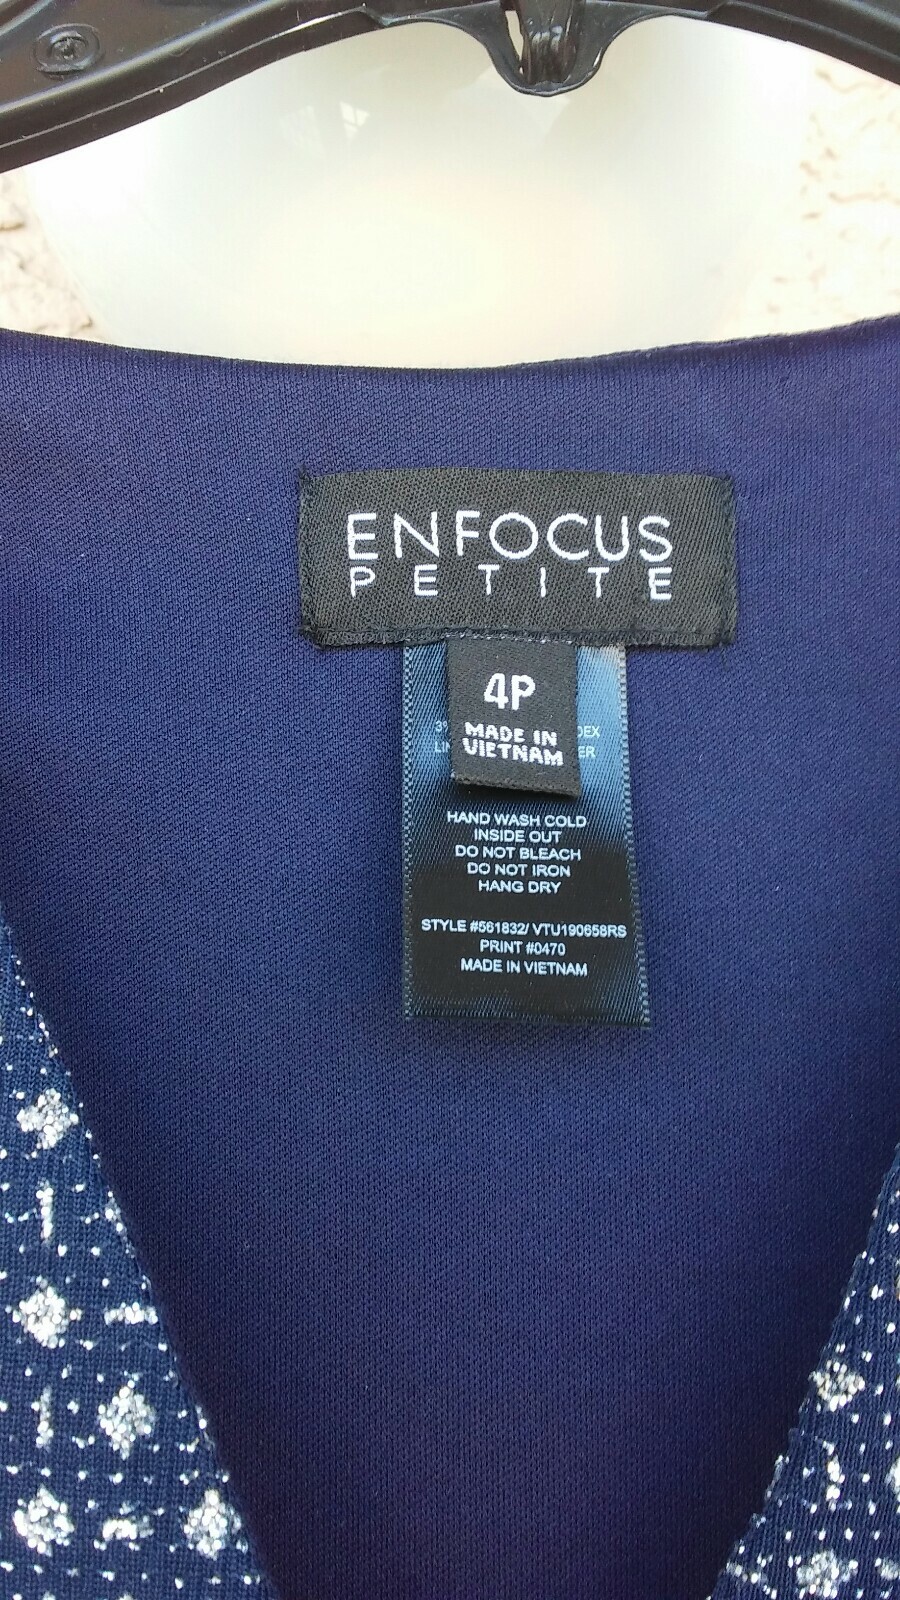 ENFOCUS
PETITE
4P
MADE IN
VIETNAM
HAND WASH COLD
INSIDE OUT
DO NOT BLEACH
DO NOT IRON
HANG DRY
STYLE #561832/ VTU190658RS
PRINT #0470
MADE IN VIETNAM